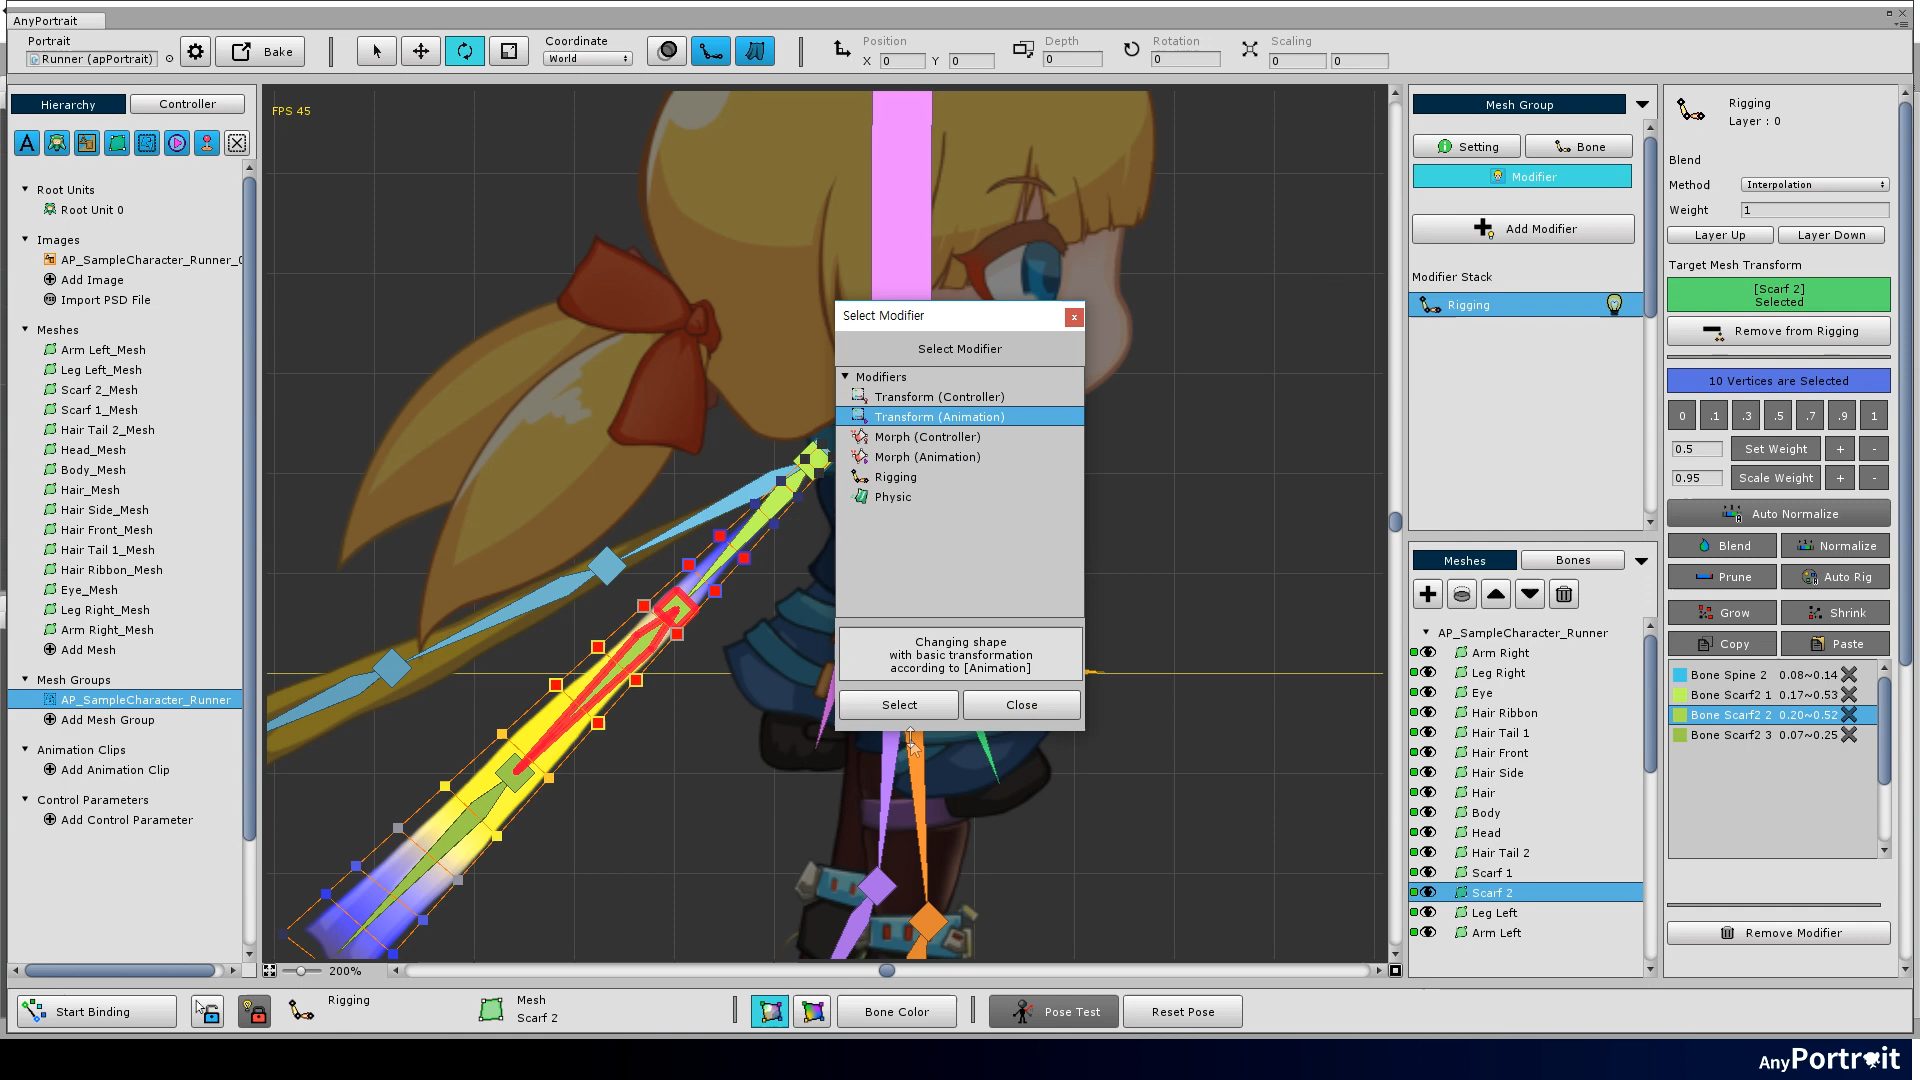 AnyPortrait
Portrait
Runner (apPortrait)
Bake
Coordinate
World
Position
X 0 Y 0
Depth
0
Rotation
0
Scaling
0 0
Hierarchy
Controller
A
Root Units
Root Unit 0
Images
AP_SampleCharacter_Runner_
Add Image
Import PSD File
Meshes
Arm Left_Mesh
Leg Left_Mesh
Scarf 2_Mesh
Scarf 1_Mesh
Hair Tail 2_Mesh
Head_Mesh
Body_Mesh
Hair_Mesh
Hair Side_Mesh
Hair Front_Mesh
Hair Tail 1_Mesh
Hair Ribbon_Mesh
Eye_Mesh
Leg Right_Mesh
Arm Right_Mesh
Add Mesh
Mesh Groups
AP_SampleCharacter_Runner
Add Mesh Group
Animation Clips
Add Animation Clip
Control Parameters
Add Control Parameter
FPS 45
Select Modifier
x
Select Modifier
Modifiers
Transform (Controller)
Transform (Animation)
Morph (Controller)
Morph (Animation)
Rigging
Physic
Changing shape
with basic transformation
according to [Animation]
Select
Close
200%
Mesh Group
Setting
Bone
Modifier
Add Modifier
Modifier Stack
Rigging
Meshes
Bones
AP_SampleCharacter_Runner
Arm Right
Leg Right
Eye
Hair Ribbon
Hair Tail 1
Hair Front
Hair Side
Hair
Body
Head
Hair Tail 2
Scarf 1
Scarf 2
Leg Left
Arm Left
Rigging
Layer : 0
Blend
Method Interpolation
Weight 1
Layer Up
Layer Down
Target Mesh Transform
[Scarf 2]
Selected
Remove from Rigging
10 Vertices are Selected
0 .1 .3 .5 .7 .9 1
0.5 Set Weight + -
0.95 Scale Weight + -
Auto Normalize
Blend
Normalize
Prune
Auto Rig
Grow
Shrink
Copy
Paste
Bone Spine 2 0.08~0.14
Bone Scarf2 1 0.17~0.53
Bone Scarf2 2 0.20~0.52
Bone Scarf2 3 0.07~0.25
Remove Modifier
Start Binding
Rigging
Mesh
Scarf 2
Bone Color
Pose Test
Reset Pose
AnyPortrait